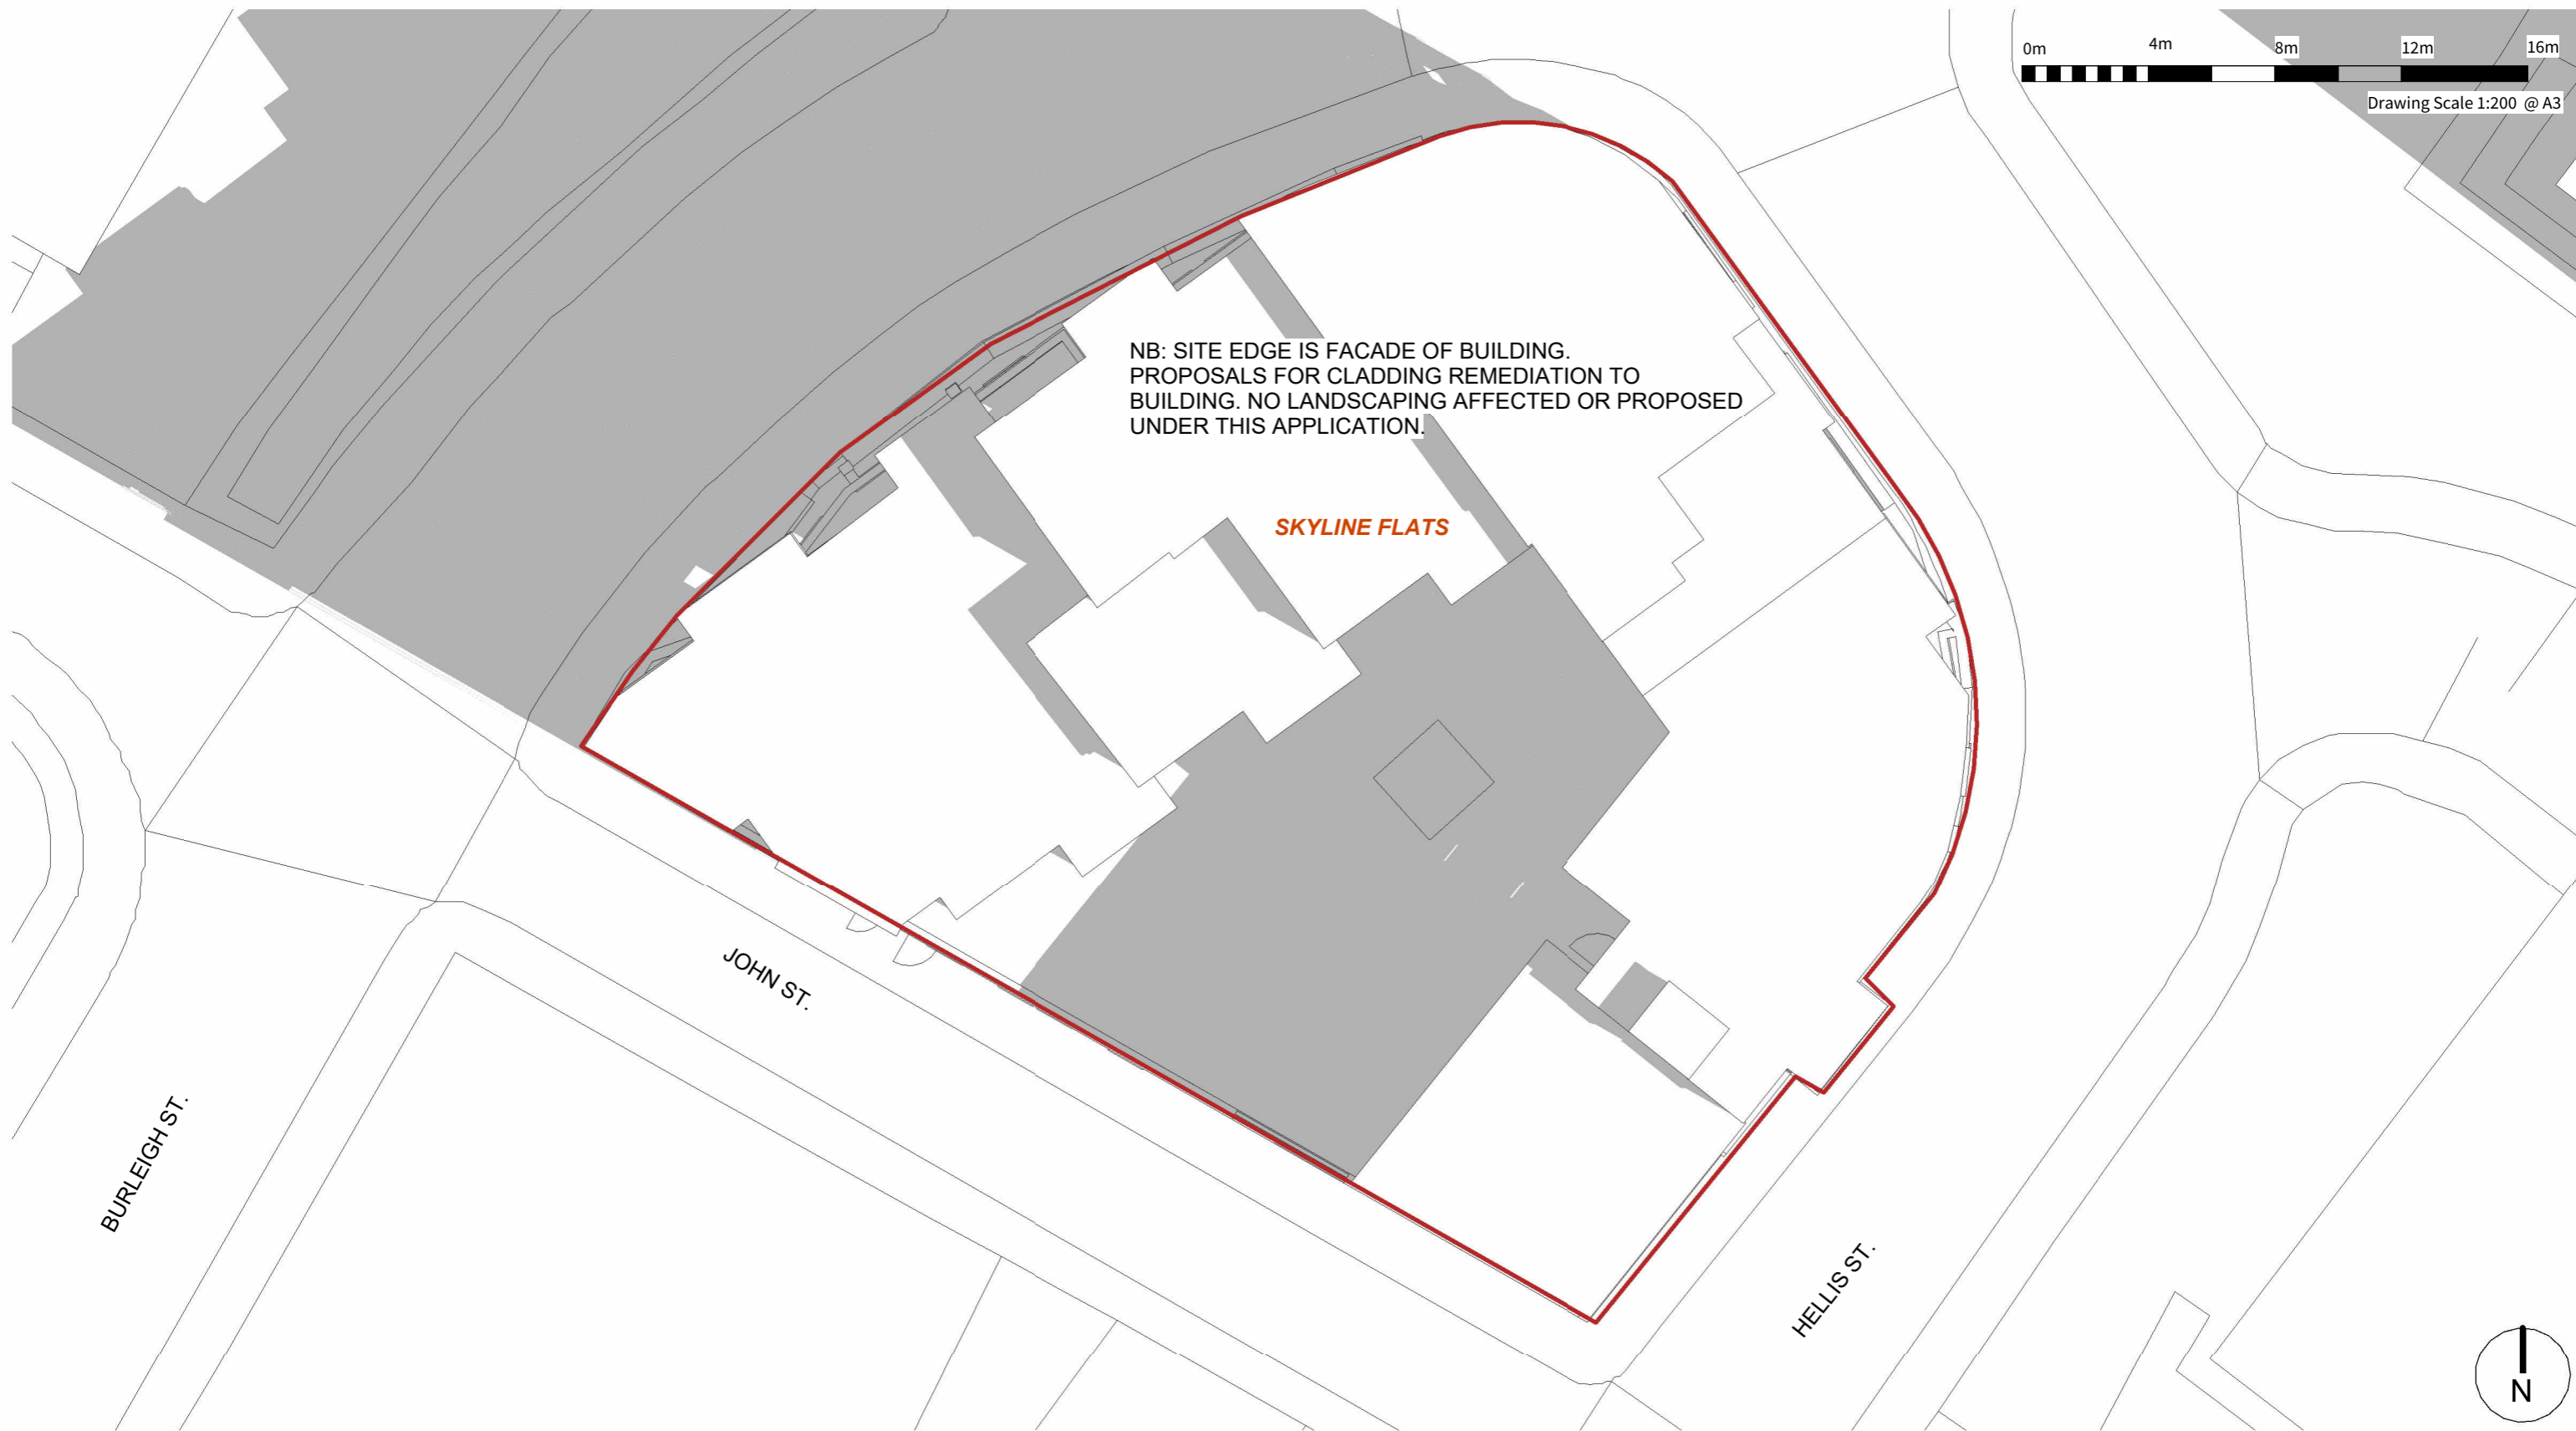 0m 4m 8m 12m 16m
Drawing Scale 1:200 @ A3
NB: SITE EDGE IS FACADE OF BUILDING.
PROPOSALS FOR CLADDING REMEDIATION TO
BUILDING. NO LANDSCAPING AFFECTED OR PROPOSED
UNDER THIS APPLICATION.
SKYLINE FLATS
JOHN ST.
BURLEIGH ST.
HELLIS ST.
N